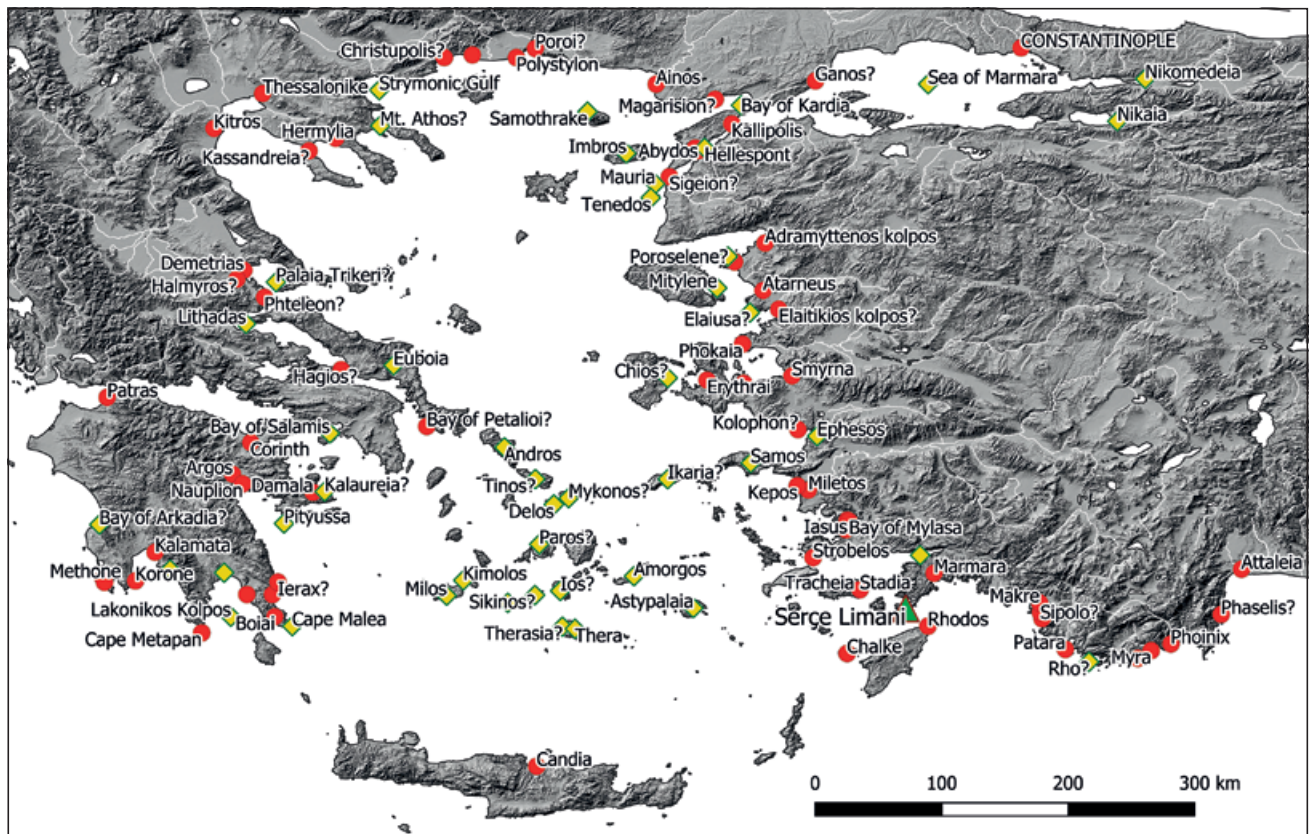 Christupolis?
Poroi?
Polystylon
CONSTANTINOPLE
Thessalonike
Strymonic Gulf
Ainos
Ganos?
Sea of Marmara
Nikomedeia
Samothrake
Magarision?
Bay of Kardia
Kitros
Hermylia
Mt. Athos?
Kallipolis
Nikaia
Kassandreia?
Imbros
Abydos
Hellespont
Mauria
Sigeion?
Tenedos
Adramyttenos kolpos
Demetrias
Halmyros?
Palaia Trikeri?
Poroselene?
Mitylene
Atarneus
Phteleon?
Lithadas
Elaiusa?
Elaitikios kolpos?
Phokaia
Euboia
Hagios?
Chios?
Erythrai
Smyrna
Patras
Bay of Petalioi?
Bay of Salamis
Corinth
Kolophon?
Ephesos
Andros
Samos
Argos
Nauplion
Damala
Kalaureia?
Tinos?
Mykonos?
Delos
Ikaria?
Kepos
Miletos
Bay of Arkadia?
Pityussa
Iasus
Bay of Mylasa
Kalamata
Paros?
Strobelos
Methone
Korone
Ierax?
Kimolos
Milos
Sikinos?
Ios?
Amorgos
Astypalaia
Marmara
Tracheia Stadia
Attaleia
Makre
Sipolo?
Phaselis?
Lakonikos Kolpos
Boiai
Cape Malea
Therasia?
Thera
Serçe Limani
Rhodos
Cape Metapan
Chalke
Patara
Rho?
Myra
Phoinix
Candia
0 100 200 300 km